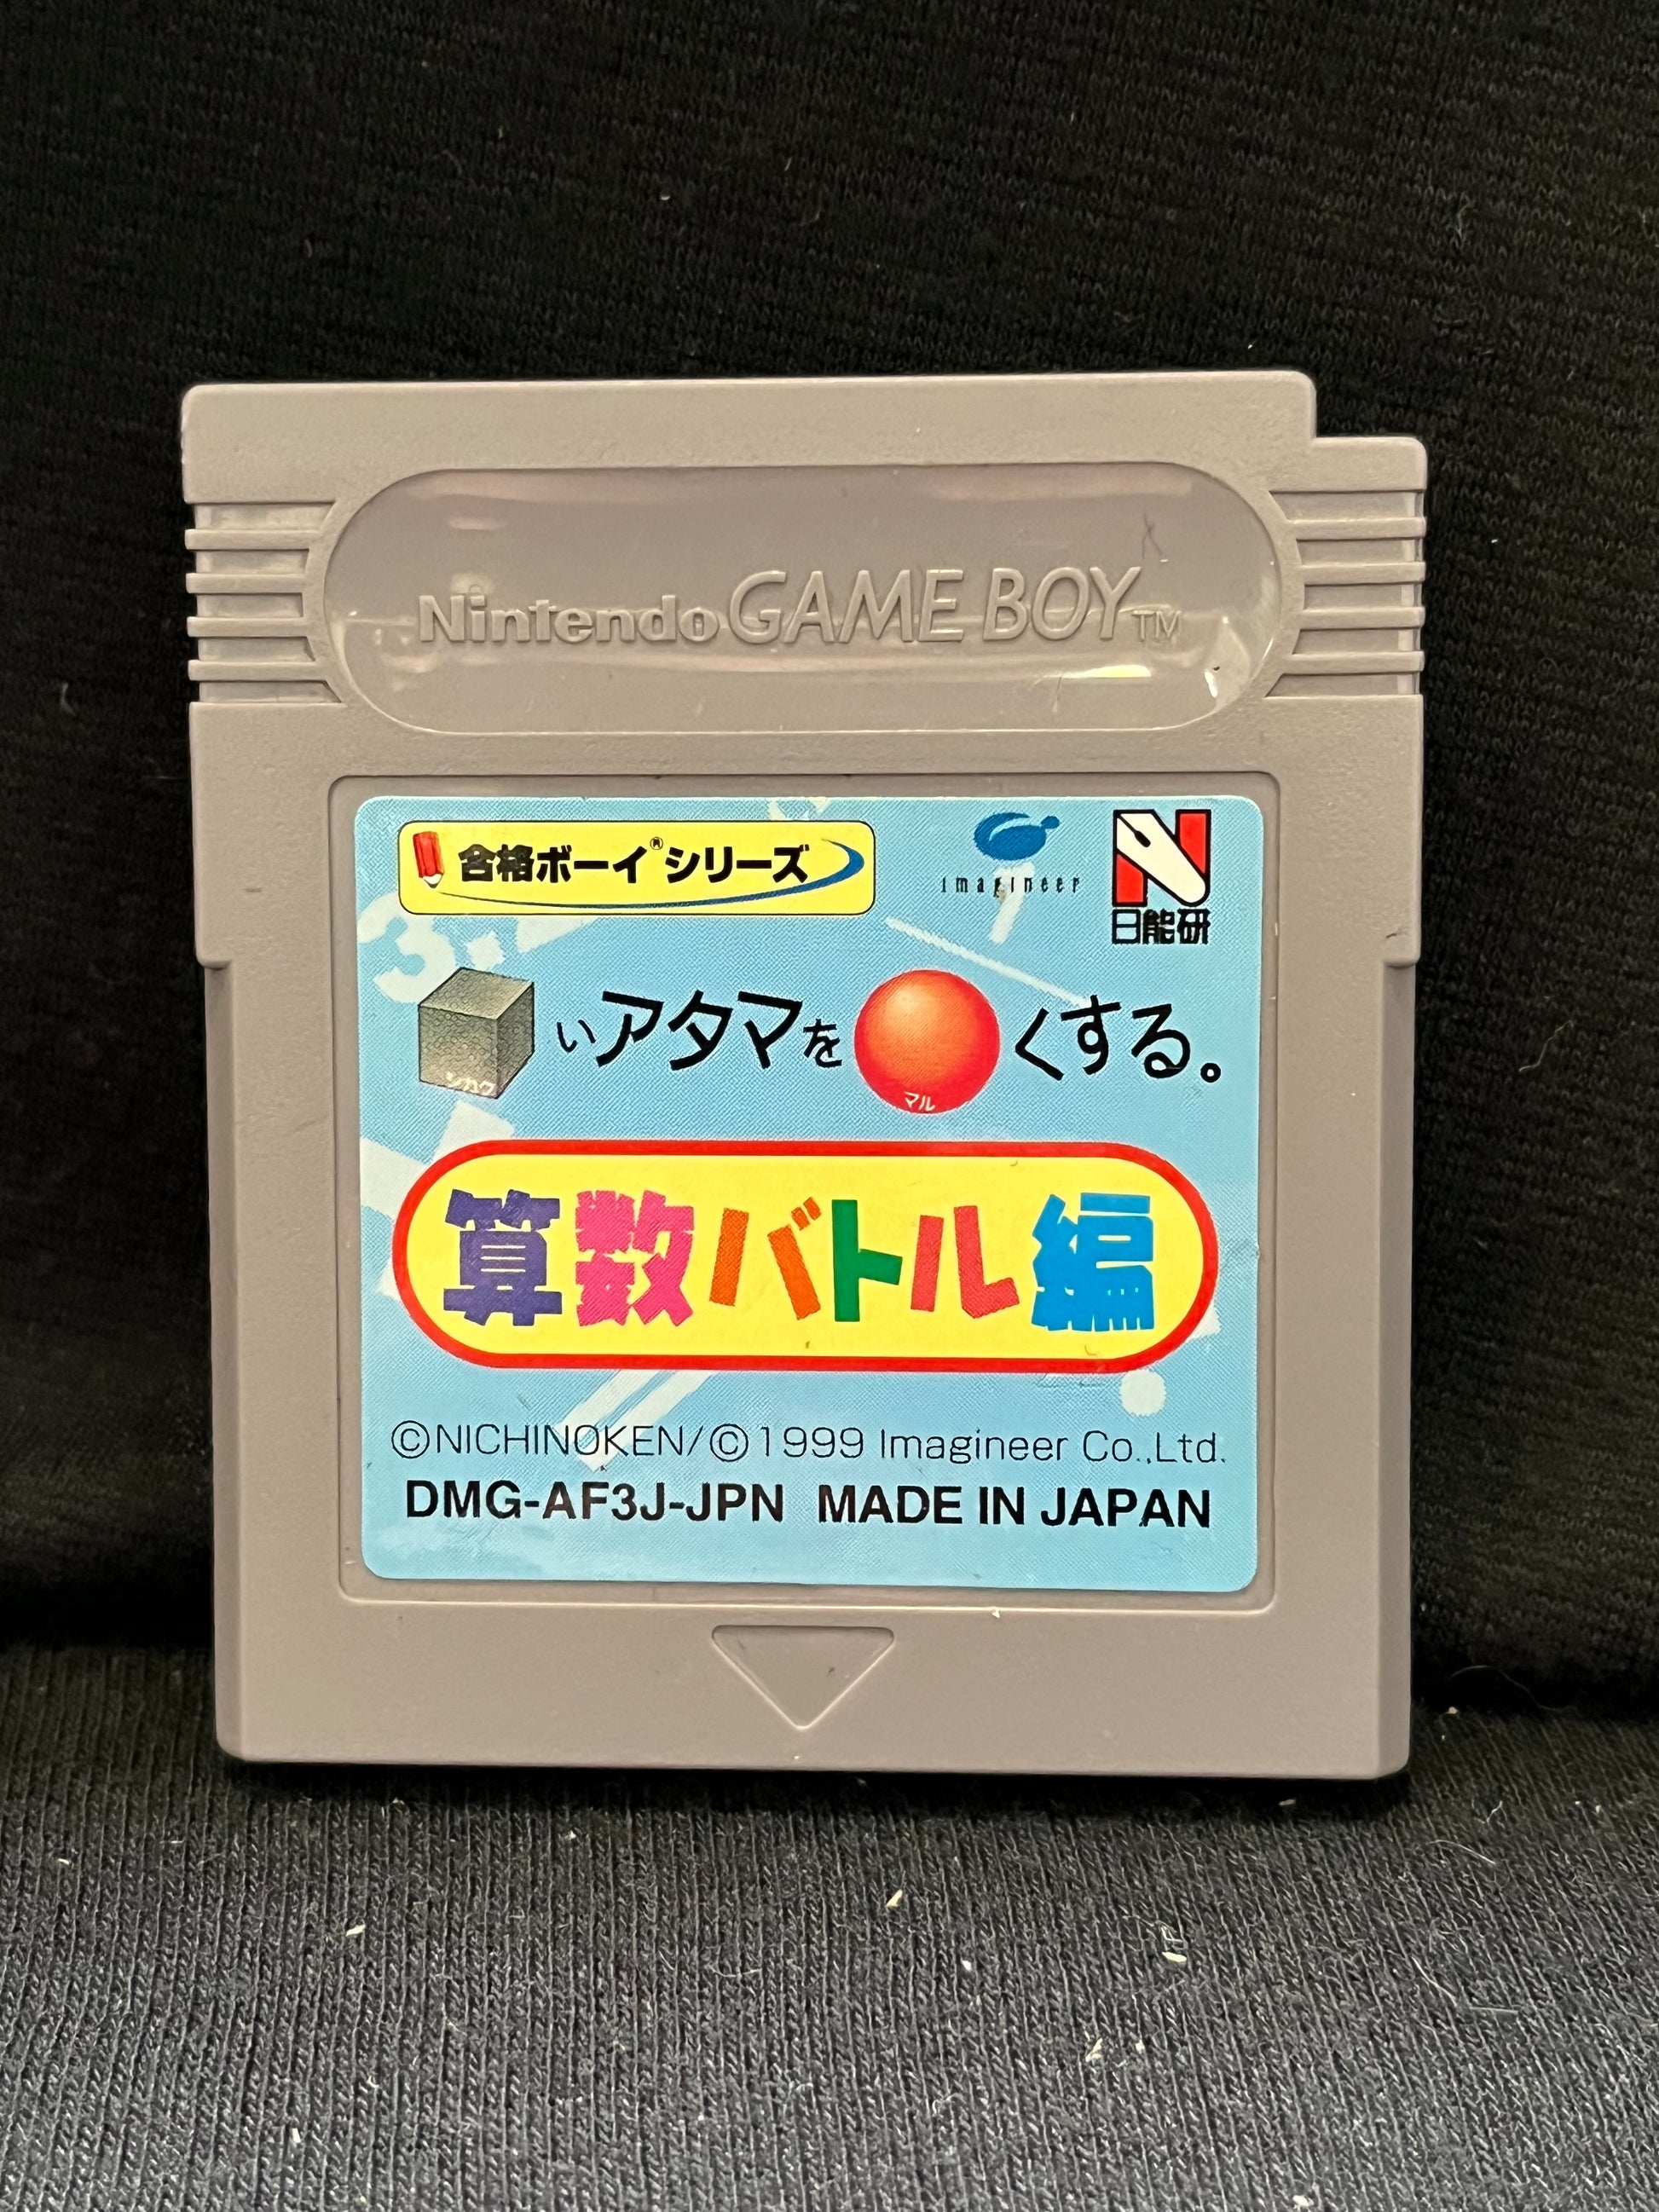 Nintendo GAME BOY TM
合格ボーイ®シリーズ
imagineer
日能研
いアタマをくする。
シカク
マル
算数バトル編
©NICHINOKEN/©1999 Imagineer Co.,Ltd.
DMG-AF3J-JPN MADE IN JAPAN